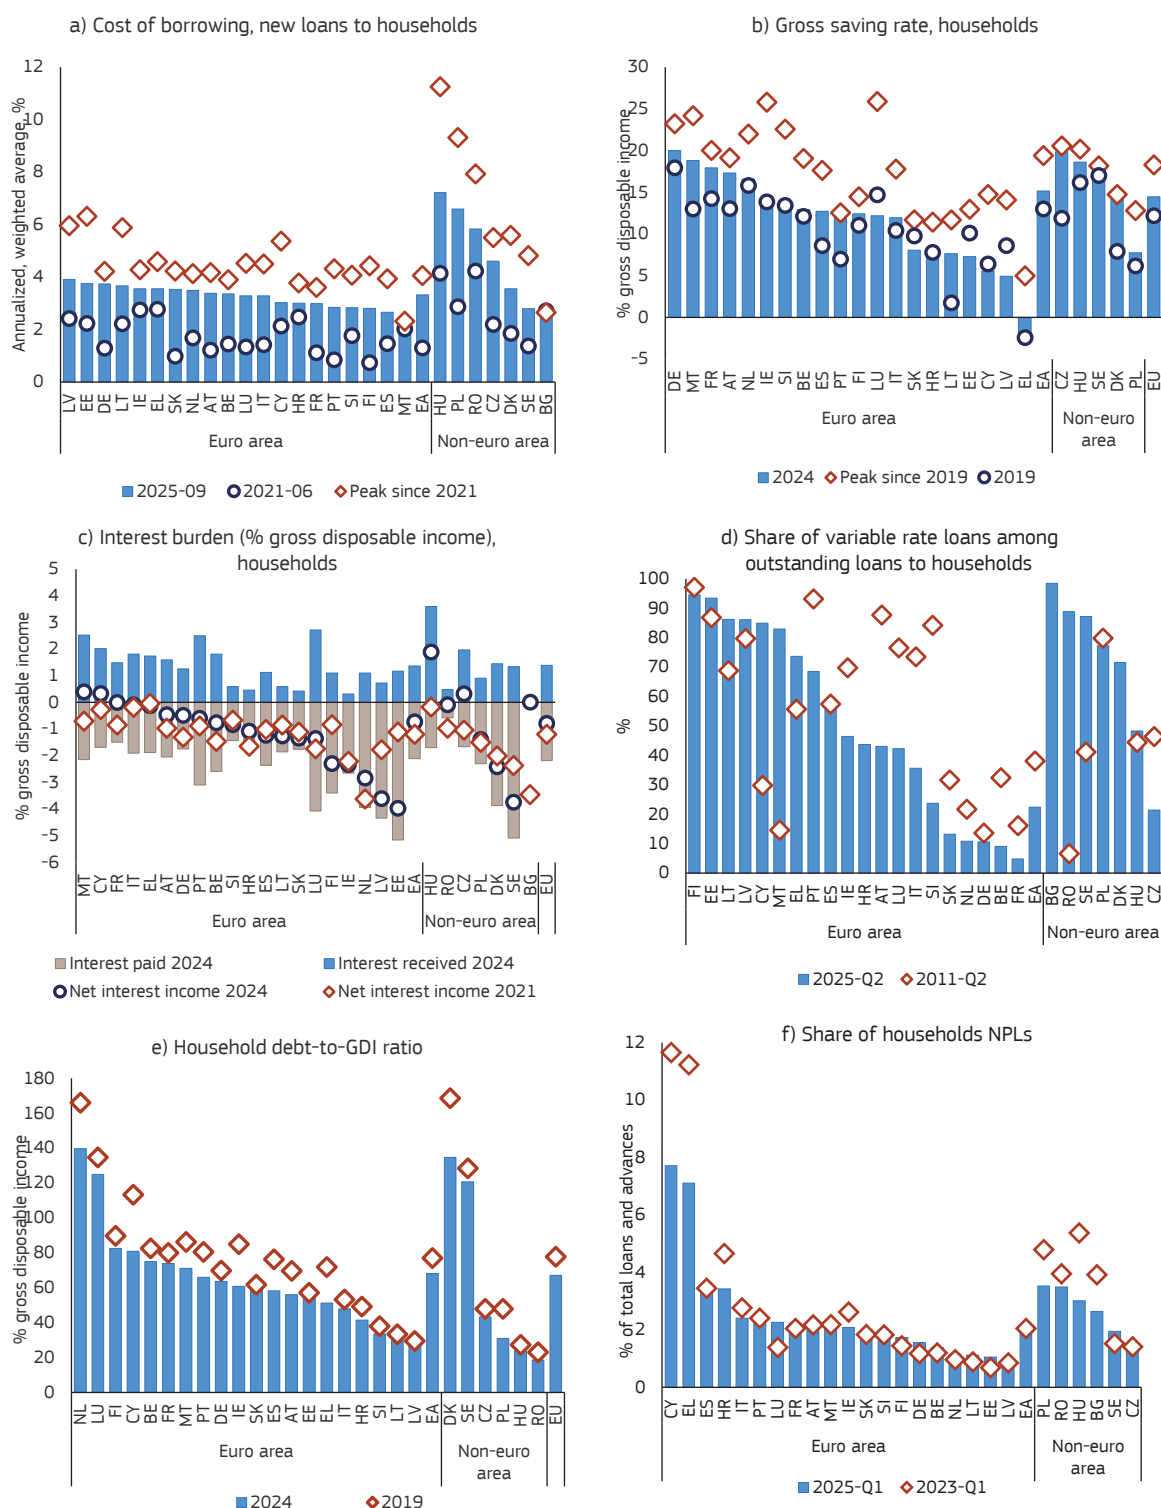 a) Cost of borrowing, new loans to households
Annualized, weighted average, %
12
10
8
6
4
2
0
LV EE DE LT IE EL SK NL AT BE LU IT CY HR FR PT SI FI ES MT EA HU PL RO CZ DK SE BG
Euro area Non-euro area
2025-09 2021-06 Peak since 2021
b) Gross saving rate, households
% gross disposable income
30
25
20
15
10
5
0
-5
DE MT FR AT NL IE SI BE ES PT FI LU IT SK HR LT EE CY LV EL EA CZ HU SE DK PL EU
Euro area Non-euro
area
2024 Peak since 2019 2019
c) Interest burden (% gross disposable income),
households
% gross disposable income
5
4
3
2
1
0
-1
-2
-3
-4
-5
-6
MT CY FR IT EL AT DE PT BE SI HR ES LT SK LU FI IE NL LV EE EA HU RO CZ PL DK SE BG EU
Euro area Non-euro area
Interest paid 2024 Interest received 2024
Net interest income 2024 Net interest income 2021
d) Share of variable rate loans among
outstanding loans to households
%
100
90
80
70
60
50
40
30
20
10
0
FI EE LT LV CY MT EL PT ES IE HR AT LU IT SI SK NL DE BE FR EA BG RO SE PL DK HU CZ
Euro area Non-euro area
2025-Q2 2011-Q2
e) Household debt-to-GDI ratio
% gross disposable income
180
160
140
120
100
80
60
40
20
0
NL LU FI CY BE FR MT PT DE IE SK ES AT EE EL IT HR SI LT LV EA DK SE CZ PL HU RO EU
Euro area Non-euro
area
2024 2019
f) Share of households NPLs
% of total loans and advances
12
10
8
6
4
2
0
CY EL ES HR IT PT LU FR AT MT IE SK SI FI DE BE NL LT EE LV EA PL RO HU BG SE CZ
Euro area Non-euro
area
2025-Q1 2023-Q1